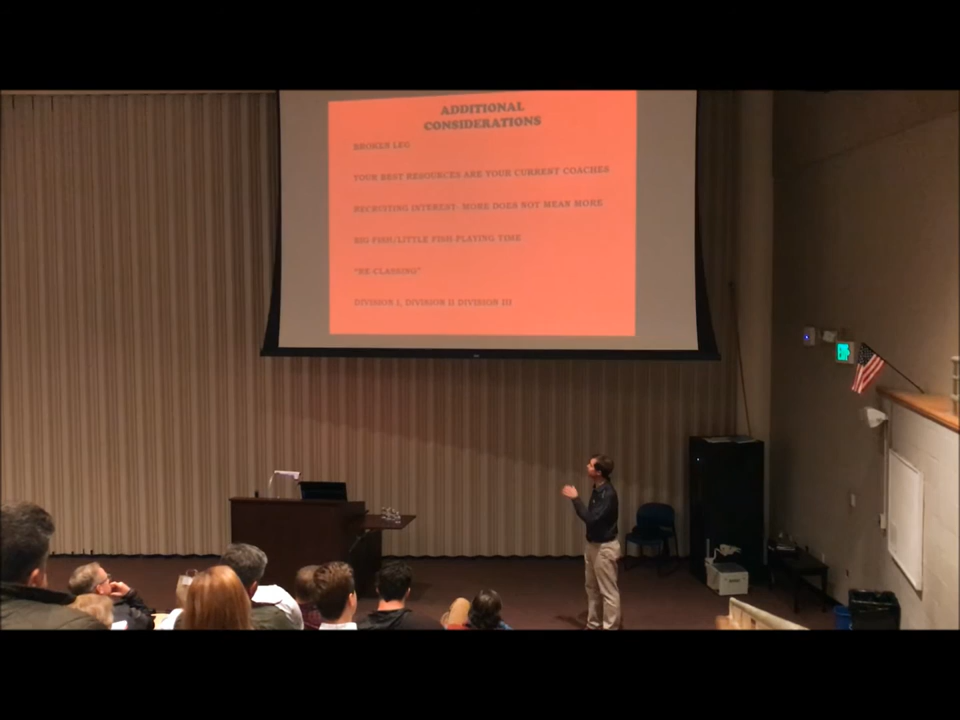 ADDITIONAL
CONSIDERATIONS
BROKEN LEG
YOUR BEST RESOURCES ARE YOUR CURRENT COACHES
RECRUITING INTEREST- MORE DOES NOT MEAN MORE
BIG FISH/LITTLE FISH PLAYING TIME
"RE-CLASSING"
DIVISION I, DIVISION II DIVISION III